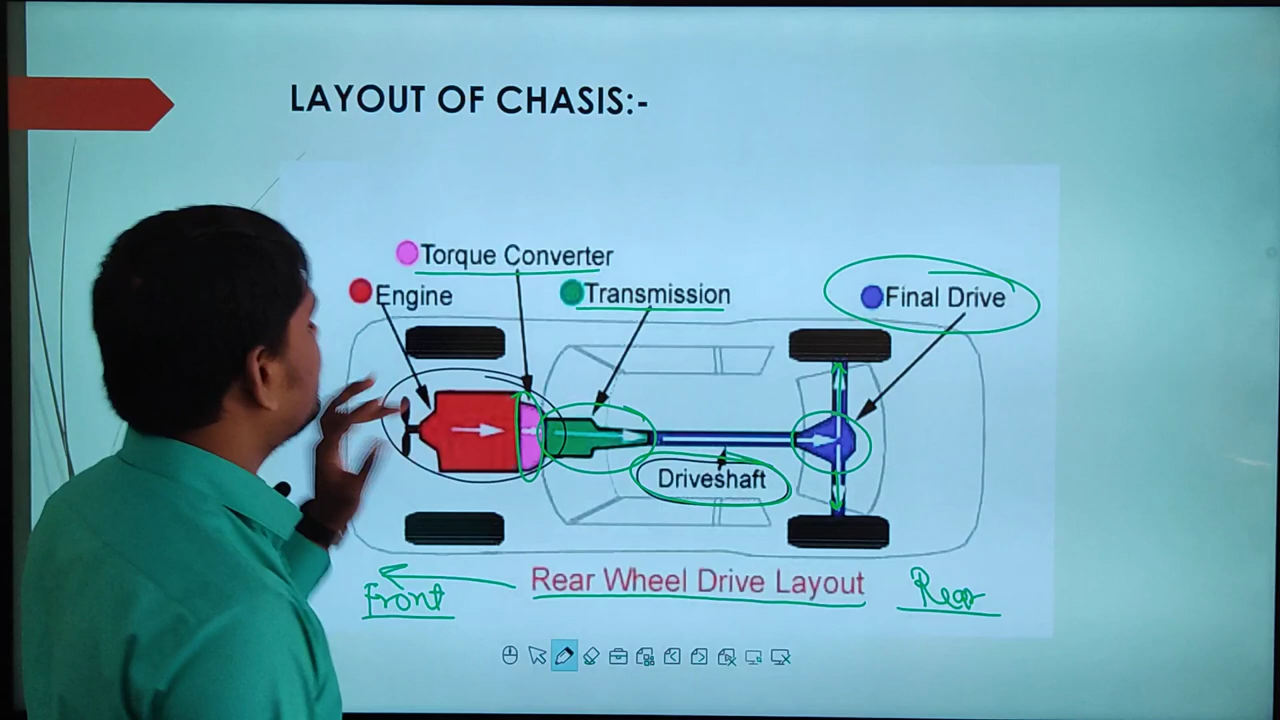 LAYOUT OF CHASIS:-
Torque Converter
Engine
Transmission
Final Drive
Driveshaft
Rear Wheel Drive Layout
Front
Rear